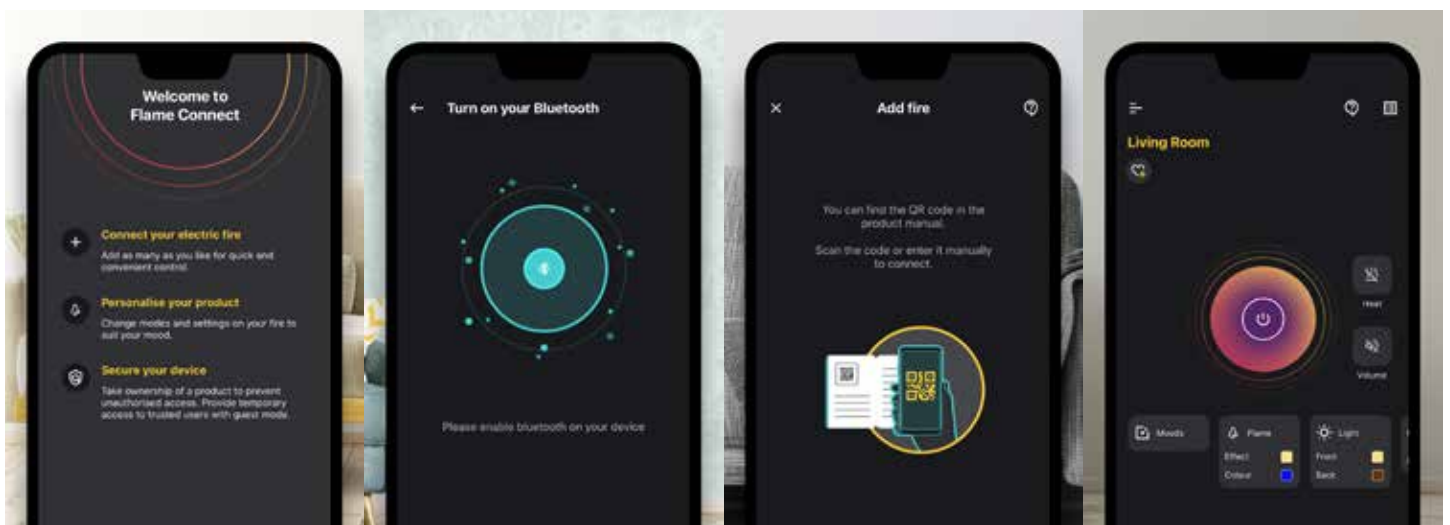 Welcome to
Flame Connect
Connect your electric fire
Add as many as you like for quick and
convenient control.
Personalise your product
Change modes and settings on your fire to
suit your mood.
Secure your device
Take ownership of a product to prevent
unauthorised access. Provide temporary
access to trusted users with guest mode.
Turn on your Bluetooth
Please enable bluetooth on your device
Add fire
You can find the QR code in the
product manual.
Scan the code or enter it manually
to connect.
Living Room
Heat
Volume
Moods
Flame
Effect
Colour
Light
Front
Back